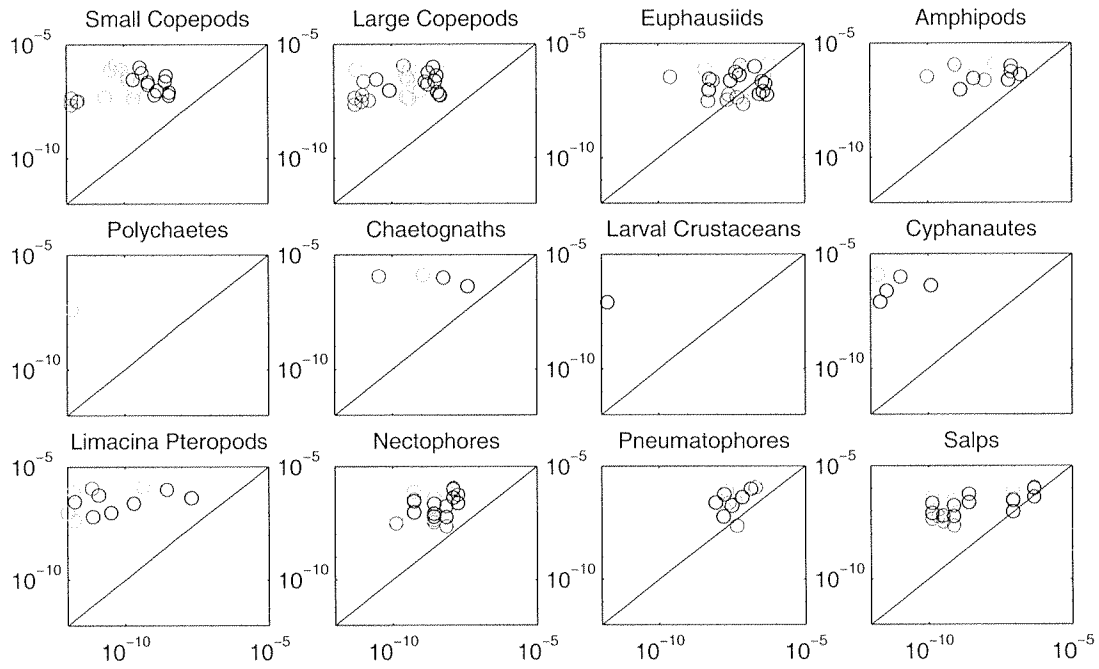 Small Copepods Large Copepods Euphausiids Amphipods
10⁻⁵ 10⁻⁵ 10⁻⁵ 10⁻⁵
10⁻¹⁰ 10⁻¹⁰ 10⁻¹⁰ 10⁻¹⁰
Polychaetes Chaetognaths Larval Crustaceans Cyphanautes
10⁻⁵ 10⁻⁵ 10⁻⁵ 10⁻⁵
10⁻¹⁰ 10⁻¹⁰ 10⁻¹⁰ 10⁻¹⁰
Limacina Pteropods Nectophores Pneumatophores Salps
10⁻⁵ 10⁻⁵ 10⁻⁵ 10⁻⁵
10⁻¹⁰ 10⁻¹⁰ 10⁻¹⁰ 10⁻¹⁰
10⁻¹⁰ 10⁻⁵ 10⁻¹⁰ 10⁻⁵ 10⁻¹⁰ 10⁻⁵ 10⁻¹⁰ 10⁻⁵